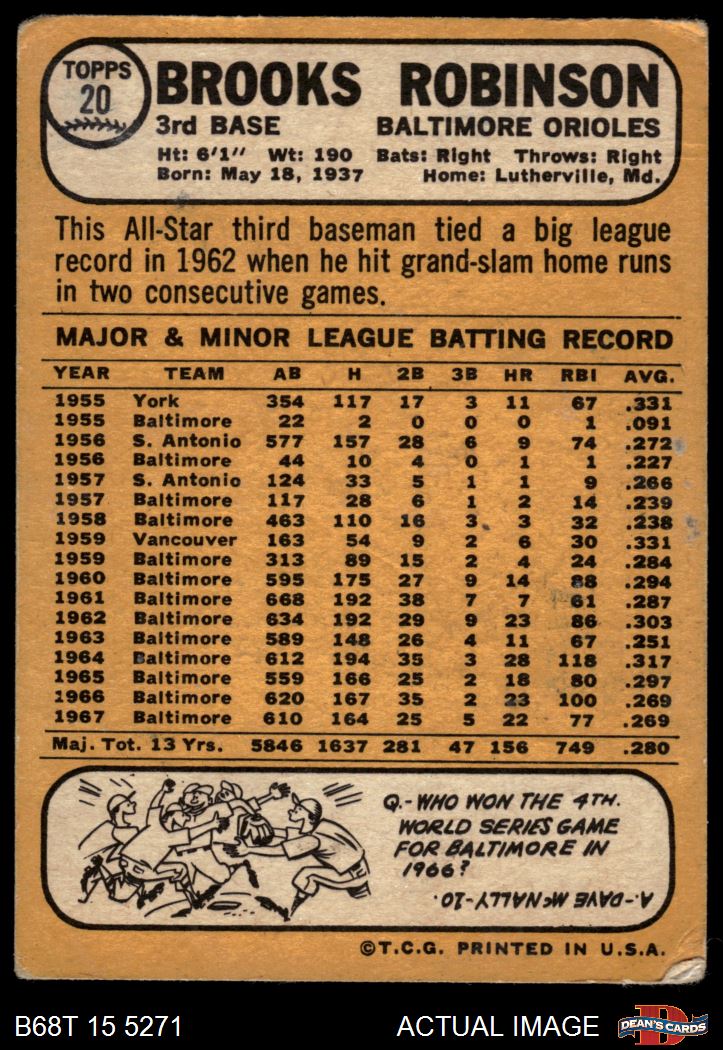 TOPPS
20
BROOKS ROBINSON
3rd BASE BALTIMORE ORIOLES
Ht: 6'1" Wt: 190 Bats: Right Throws: Right
Born: May 18, 1937 Home: Lutherville, Md.
This All-Star third baseman tied a big league
record in 1962 when he hit grand-slam home runs
in two consecutive games.
MAJOR & MINOR LEAGUE BATTING RECORD
YEAR TEAM AB H 2B 3B HR RBI AVG.
1955 York 354 117 17 3 11 67 .331
1955 Baltimore 22 2 0 0 0 1 .091
1956 S. Antonio 577 157 28 6 9 74 .272
1956 Baltimore 44 10 4 0 1 1 .227
1957 S. Antonio 124 33 5 1 1 9 .266
1957 Baltimore 117 28 6 1 2 14 .239
1958 Baltimore 463 110 16 3 3 32 .238
1959 Vancouver 163 54 9 2 6 30 .331
1959 Baltimore 313 89 15 2 4 24 .284
1960 Baltimore 595 175 27 9 14 88 .294
1961 Baltimore 668 192 38 7 7 61 .287
1962 Baltimore 634 192 29 9 23 86 .303
1963 Baltimore 589 148 26 4 11 67 .251
1964 Baltimore 612 194 35 3 28 118 .317
1965 Baltimore 559 166 25 2 18 80 .297
1966 Baltimore 620 167 35 2 23 100 .269
1967 Baltimore 610 164 25 5 22 77 .269
Maj. Tot. 13 Yrs. 5846 1637 281 47 156 749 .280
Q.-WHO WON THE 4TH.
WORLD SERIES GAME
FOR BALTIMORE IN
1966?
A.-DAVE McNALLY-10.
©T.C.G. PRINTED IN U.S.A.
B68T 15 5271 ACTUAL IMAGE
D
DEAN'S CARDS